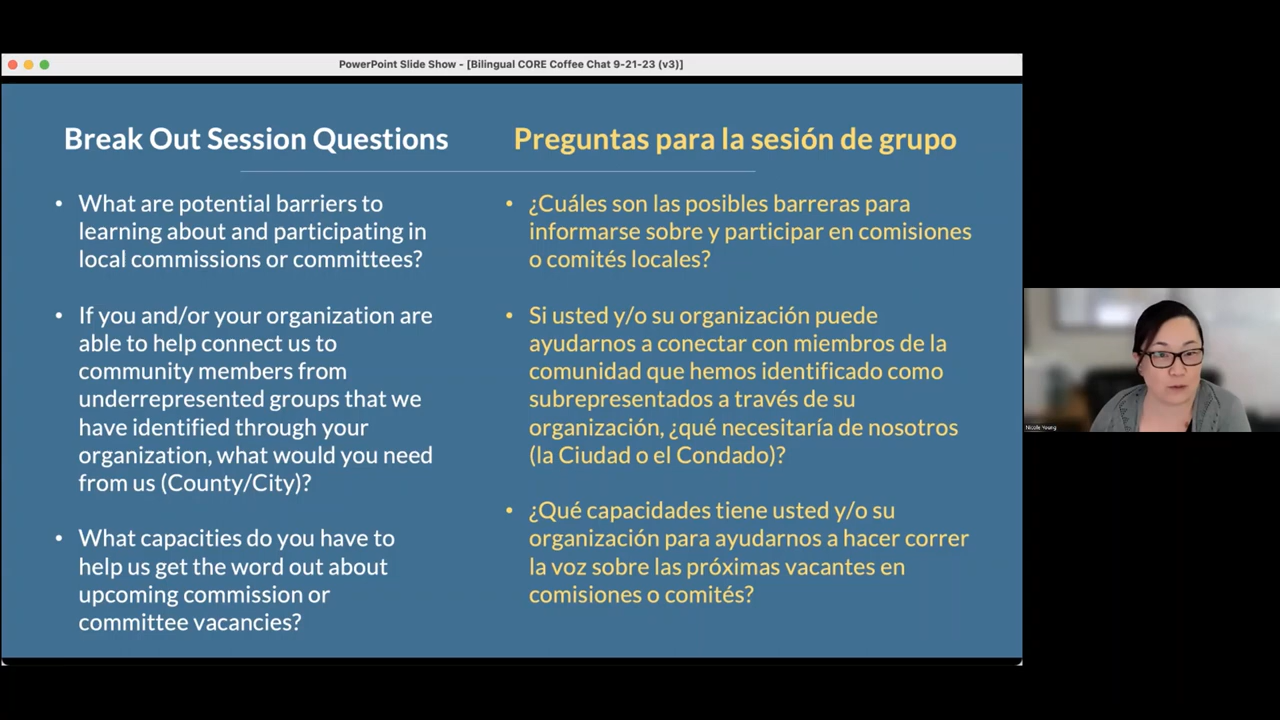 PowerPoint Slide Show - [Bilingual CORE Coffee Chat 9-21-23 (v3)]
Break Out Session Questions
• What are potential barriers to
learning about and participating in
local commissions or committees?
• If you and/or your organization are
able to help connect us to
community members from
underrepresented groups that we
have identified through your
organization, what would you need
from us (County/City)?
• What capacities do you have to
help us get the word out about
upcoming commission or
committee vacancies?
Preguntas para la sesión de grupo
• ¿Cuáles son las posibles barreras para
informarse sobre y participar en comisiones
o comités locales?
• Si usted y/o su organización puede
ayudarnos a conectar con miembros de la
comunidad que hemos identificado como
subrepresentados a través de su
organización, ¿qué necesitaría de nosotros
(la Ciudad o el Condado)?
• ¿Qué capacidades tiene usted y/o su
organización para ayudarnos a hacer correr
la voz sobre las próximas vacantes en
comisiones o comités?
Nicole Young